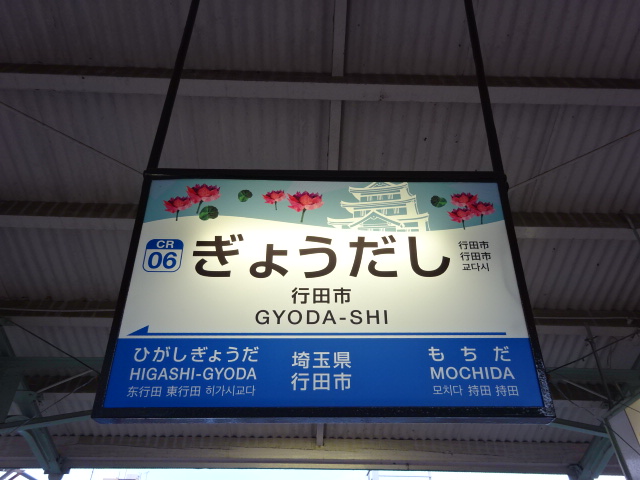 CR
06
ぎょうだし
行田市
行田市
교다시
行田市
GYODA-SHI
ひがしぎょうだ
HIGASHI-GYODA
东行田 東行田 히가시교다
埼玉県
行田市
もちだ
MOCHIDA
모치다 持田 持田